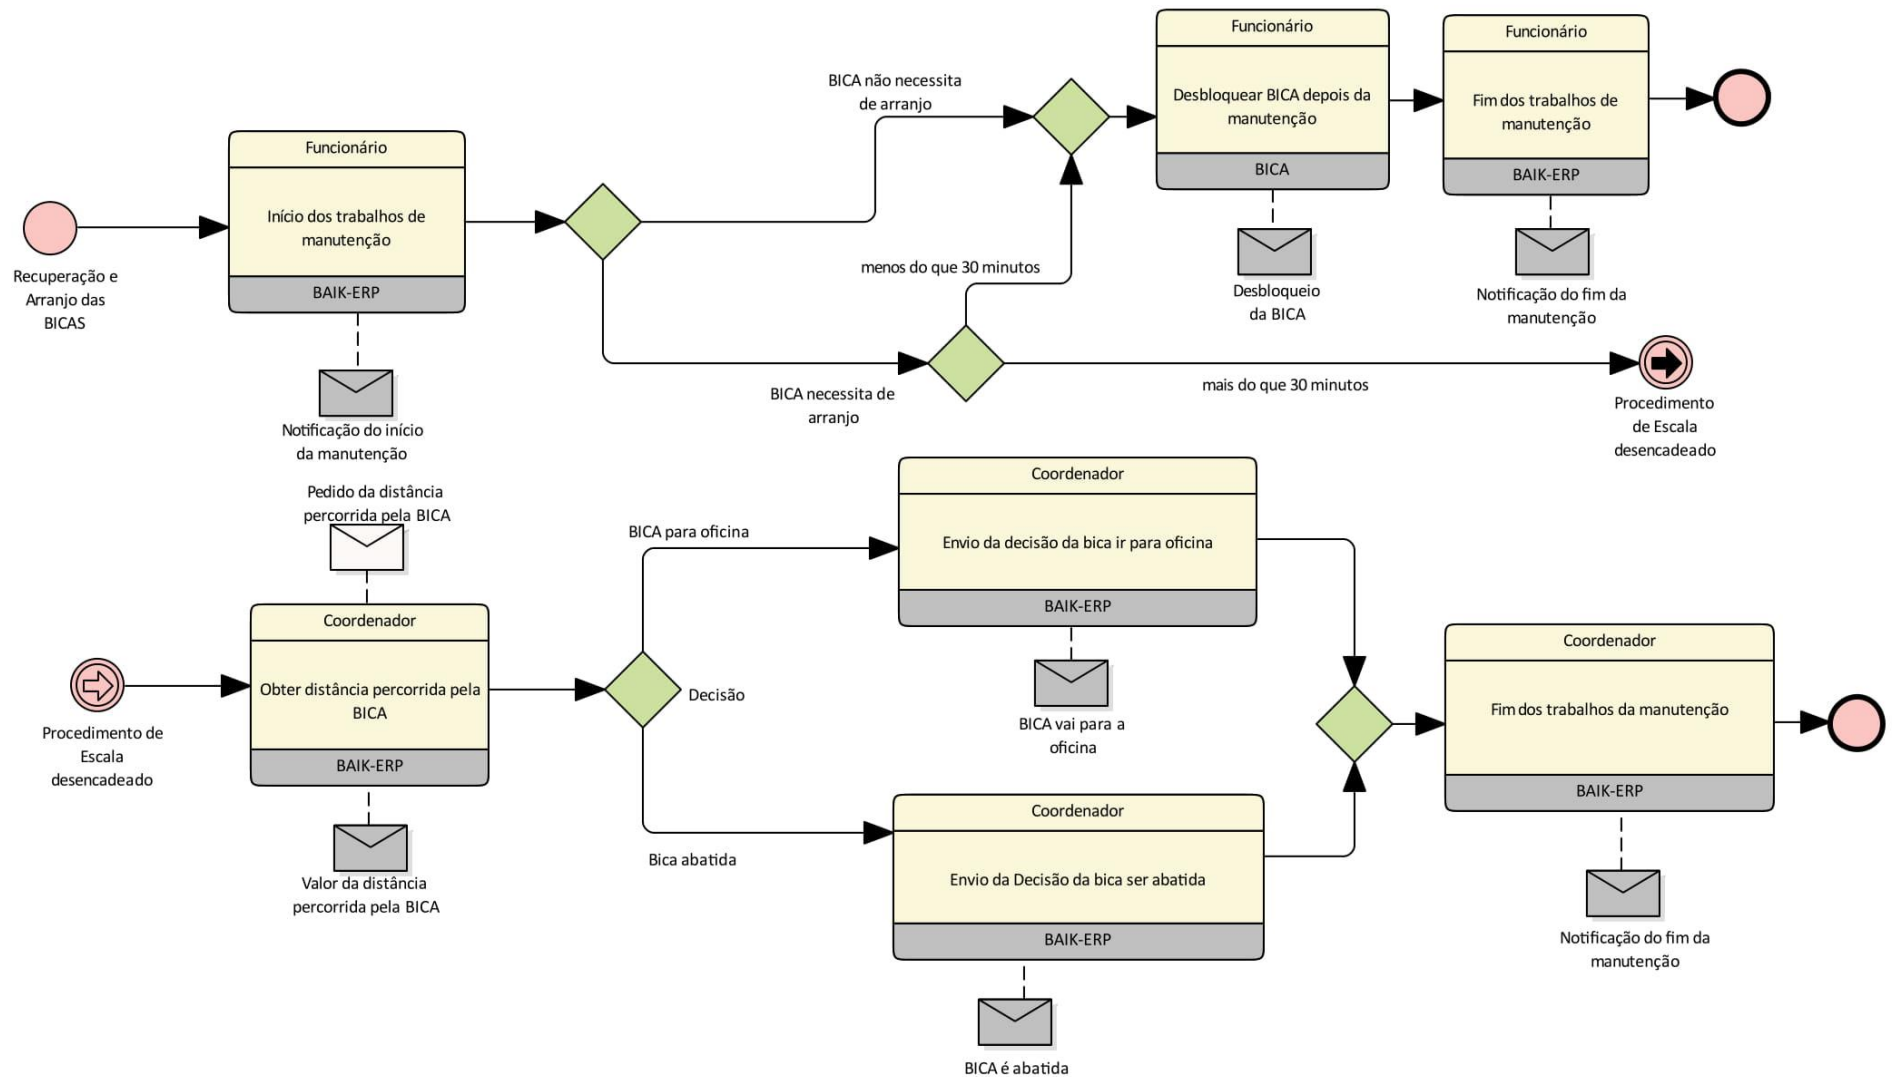 Recuperação e
Arranjo das
BICAS
Funcionário
Início dos trabalhos de
manutenção
BAIK-ERP
Notificação do início
da manutenção
BICA não necessita
de arranjo
BICA necessita de
arranjo
menos do que 30 minutos
mais do que 30 minutos
Funcionário
Desbloquear BICA depois da
manutenção
BICA
Desbloqueio
da BICA
Funcionário
Fim dos trabalhos de
manutenção
BAIK-ERP
Notificação do fim da
manutenção
Procedimento
de Escala
desencadeado
Procedimento de
Escala
desencadeado
Pedido da distância
percorrida pela BICA
Coordenador
Obter distância percorrida pela
BICA
BAIK-ERP
Valor da distância
percorrida pela BICA
Decisão
BICA para oficina
Bica abatida
Coordenador
Envio da decisão da bica ir para oficina
BAIK-ERP
BICA vai para a
oficina
Coordenador
Envio da Decisão da bica ser abatida
BAIK-ERP
BICA é abatida
Coordenador
Fim dos trabalhos da manutenção
BAIK-ERP
Notificação do fim da
manutenção